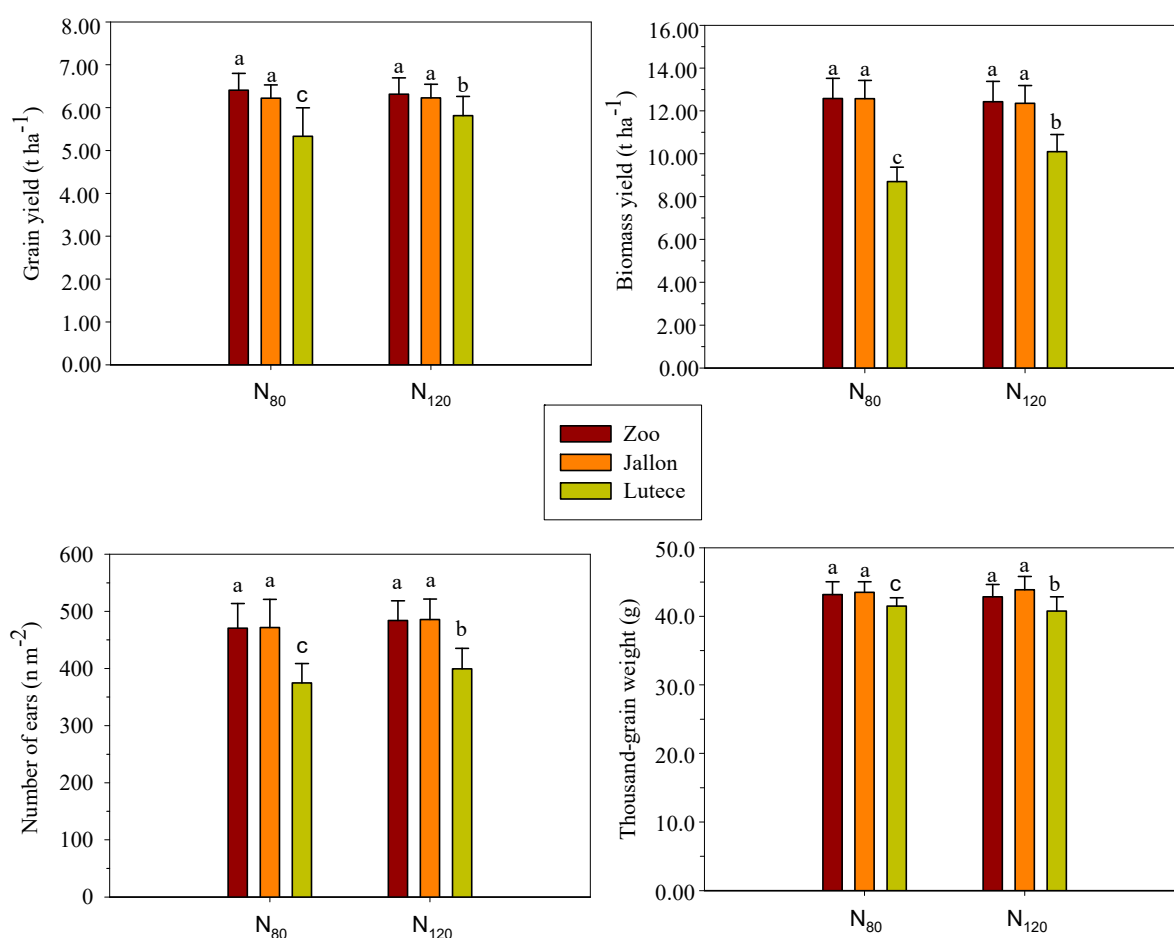 Grain yield (t ha⁻¹)
8.00
7.00
6.00
5.00
4.00
3.00
2.00
1.00
0.00
a a c a a b
N₈₀ N₁₂₀
Biomass yield (t ha⁻¹)
16.00
14.00
12.00
10.00
8.00
6.00
4.00
2.00
0.00
a a c a a b
N₈₀ N₁₂₀
Zoo
Jallon
Lutece
Number of ears (n m⁻²)
600
500
400
300
200
100
0
a a c a a b
N₈₀ N₁₂₀
Thousand-grain weight (g)
50.0
40.0
30.0
20.0
10.0
0.00
a a c a a b
N₈₀ N₁₂₀